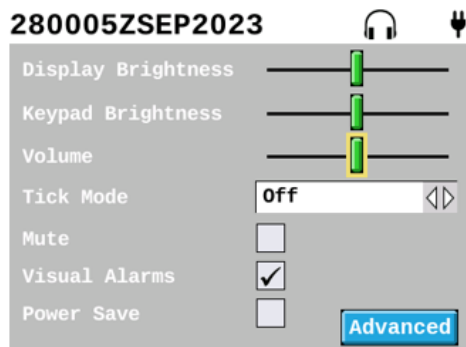 280005ZSEP2023
Display Brightness
Keypad Brightness
Volume
Tick Mode Off
Mute
Visual Alarms
Power Save
Advanced